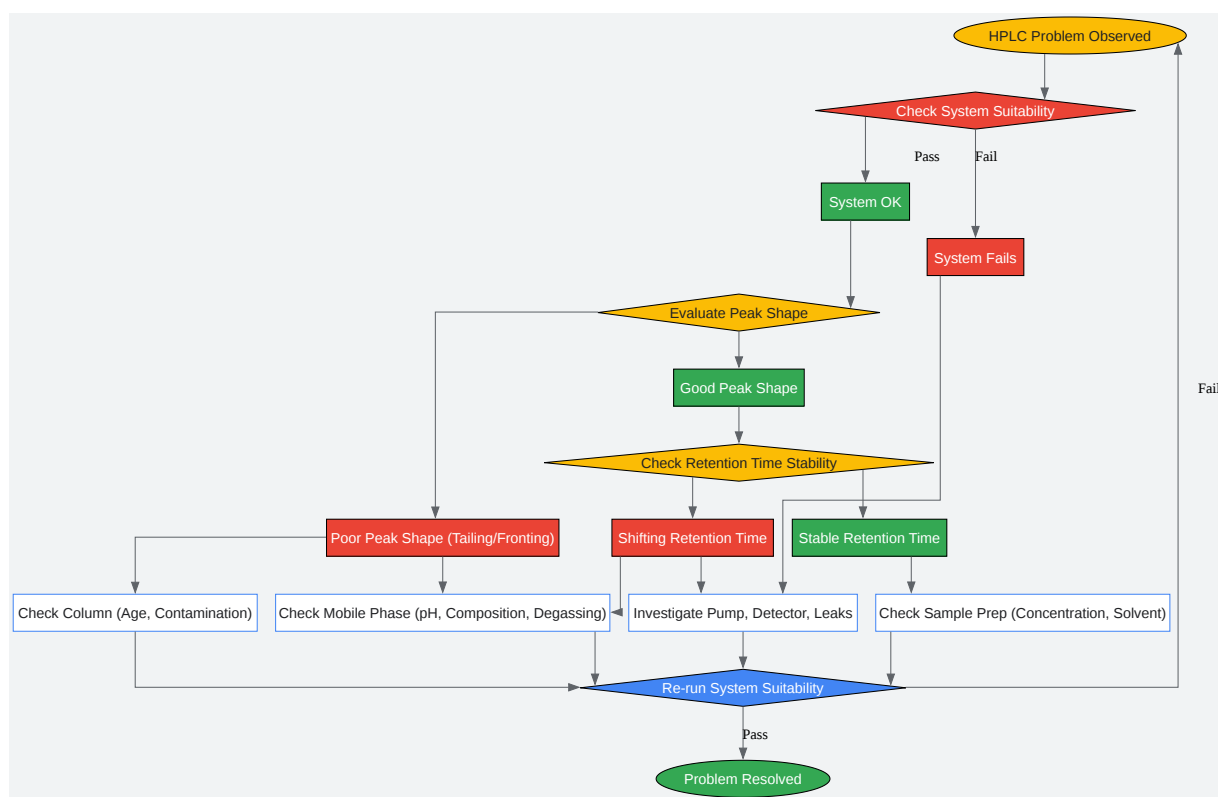 HPLC Problem Observed
Check System Suitability
Pass
Fail
System OK
System Fails
Evaluate Peak Shape
Good Peak Shape
Fail
Check Retention Time Stability
Poor Peak Shape (Tailing/Fronting)
Shifting Retention Time
Stable Retention Time
Check Column (Age, Contamination)
Check Mobile Phase (pH, Composition, Degassing)
Investigate Pump, Detector, Leaks
Check Sample Prep (Concentration, Solvent)
Re-run System Suitability
Pass
Problem Resolved